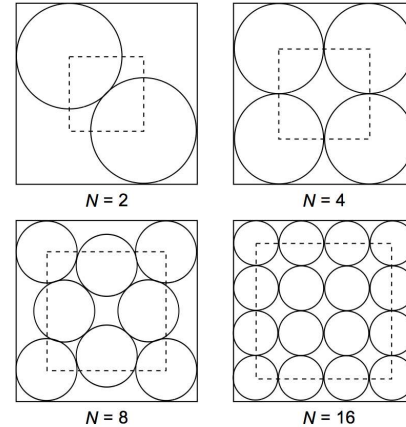 N = 2
N = 4
N = 8
N = 16